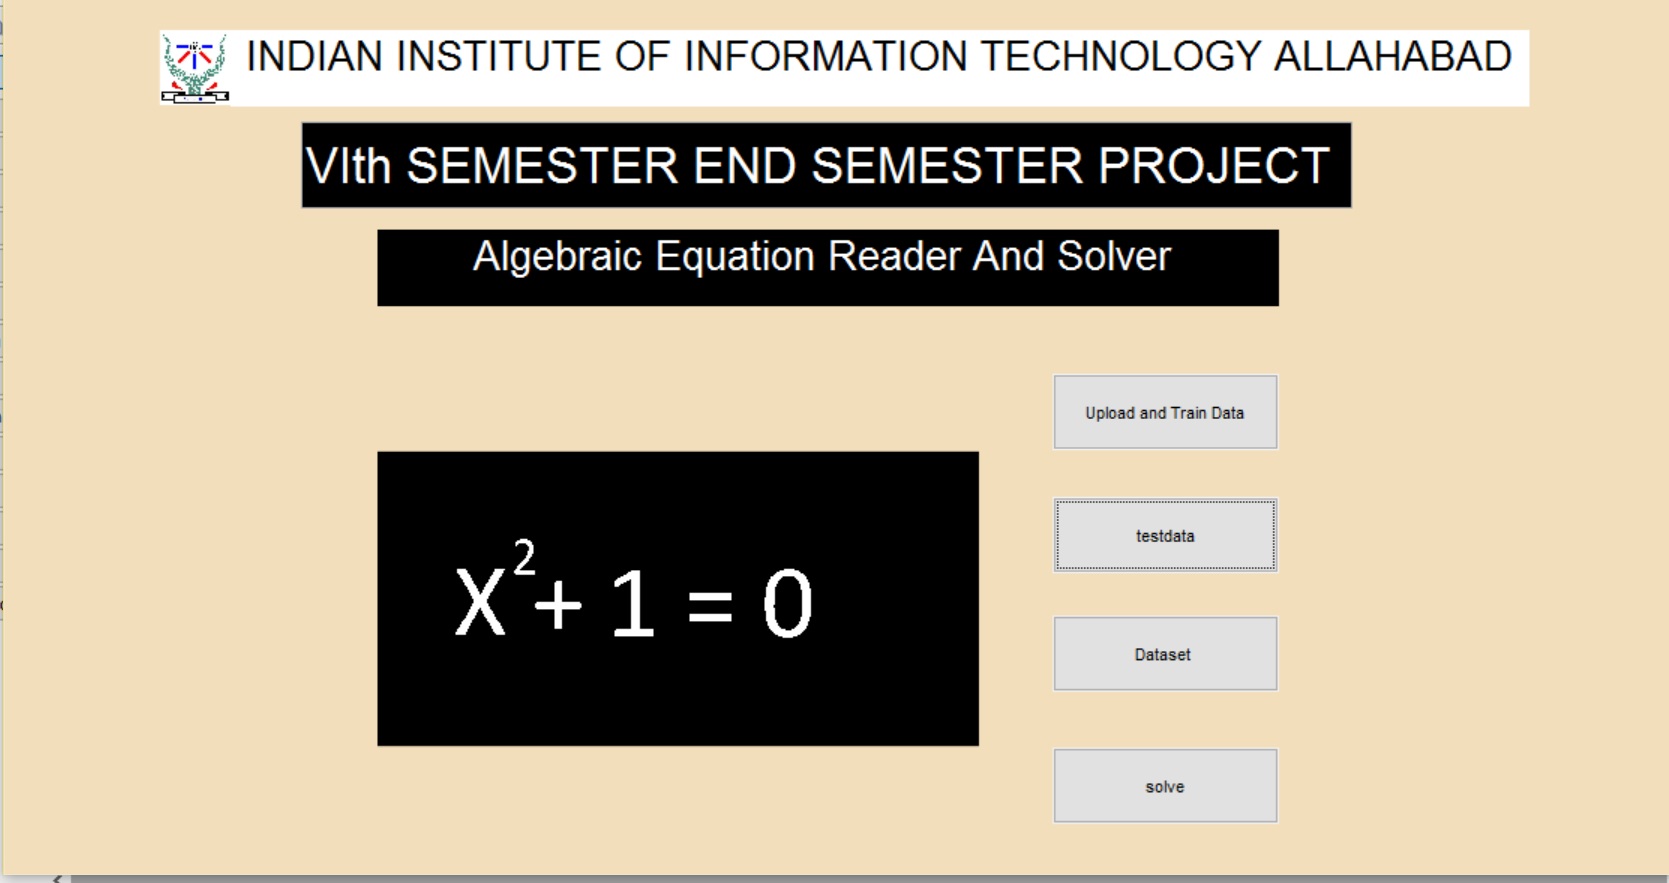 INDIAN INSTITUTE OF INFORMATION TECHNOLOGY ALLAHABAD
VIth SEMESTER END SEMESTER PROJECT
Algebraic Equation Reader And Solver
Upload and Train Data
testdata
X² + 1 = 0
Dataset
solve